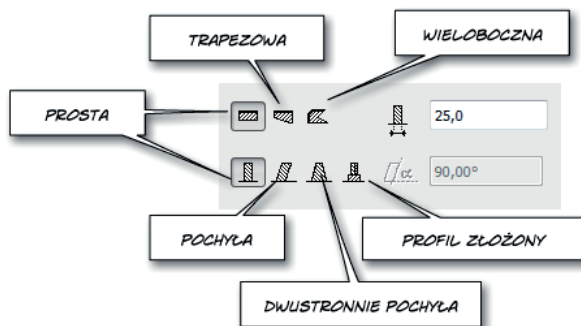 TRAPEZOWA
WIELOBOCZNA
PROSTA
25,0
α
90,00°
POCHYŁA
PROFIL ZŁOŻONY
DWUSTRONNIE POCHYŁA